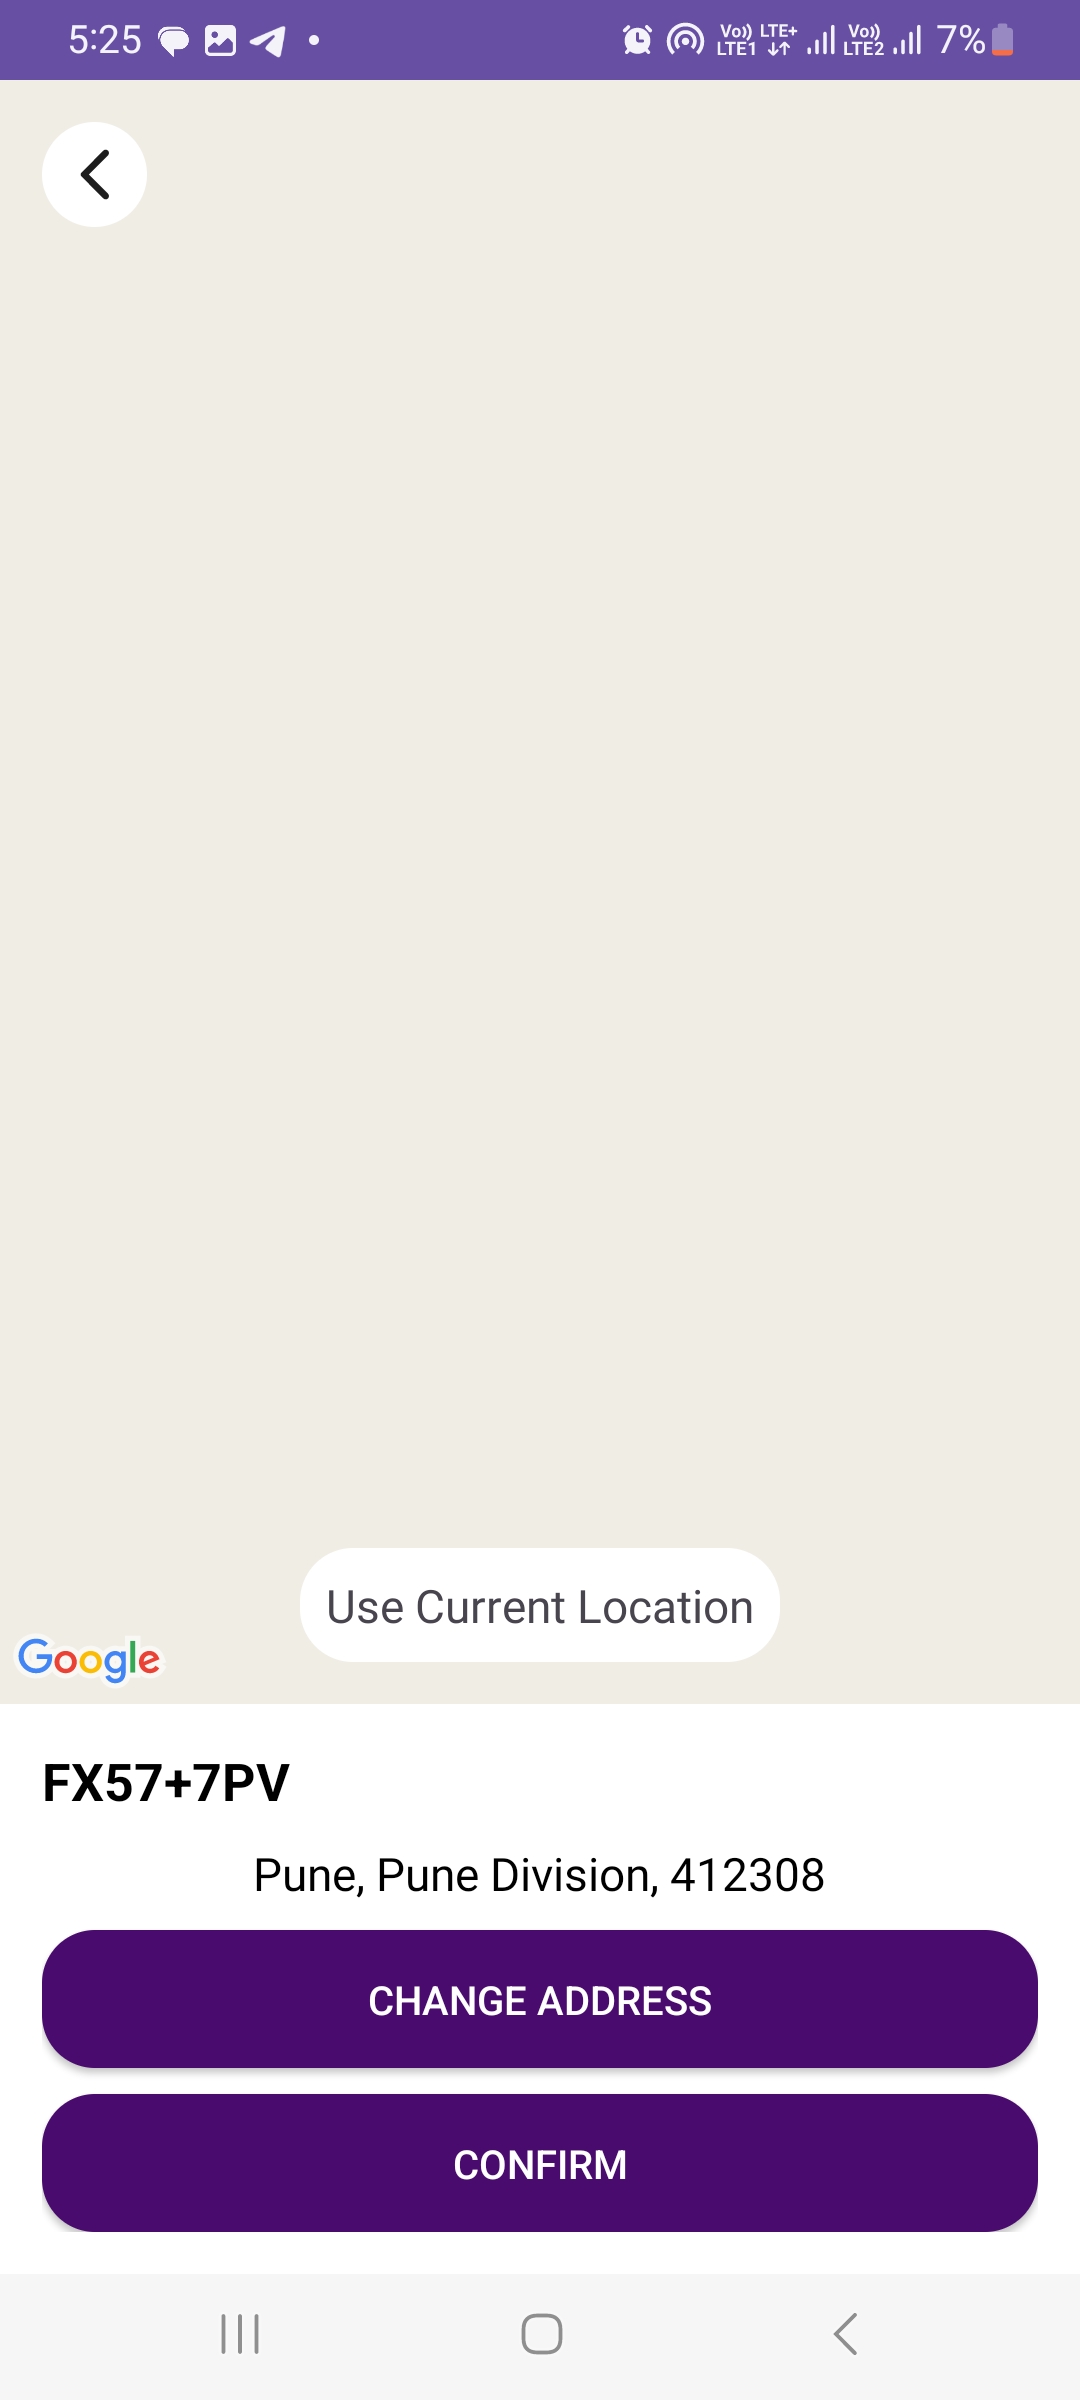 5:25
Vo)) LTE+ Vo)) 7%
LTE1 LTE2
Use Current Location
Google
FX57+7PV
Pune, Pune Division, 412308
CHANGE ADDRESS
CONFIRM